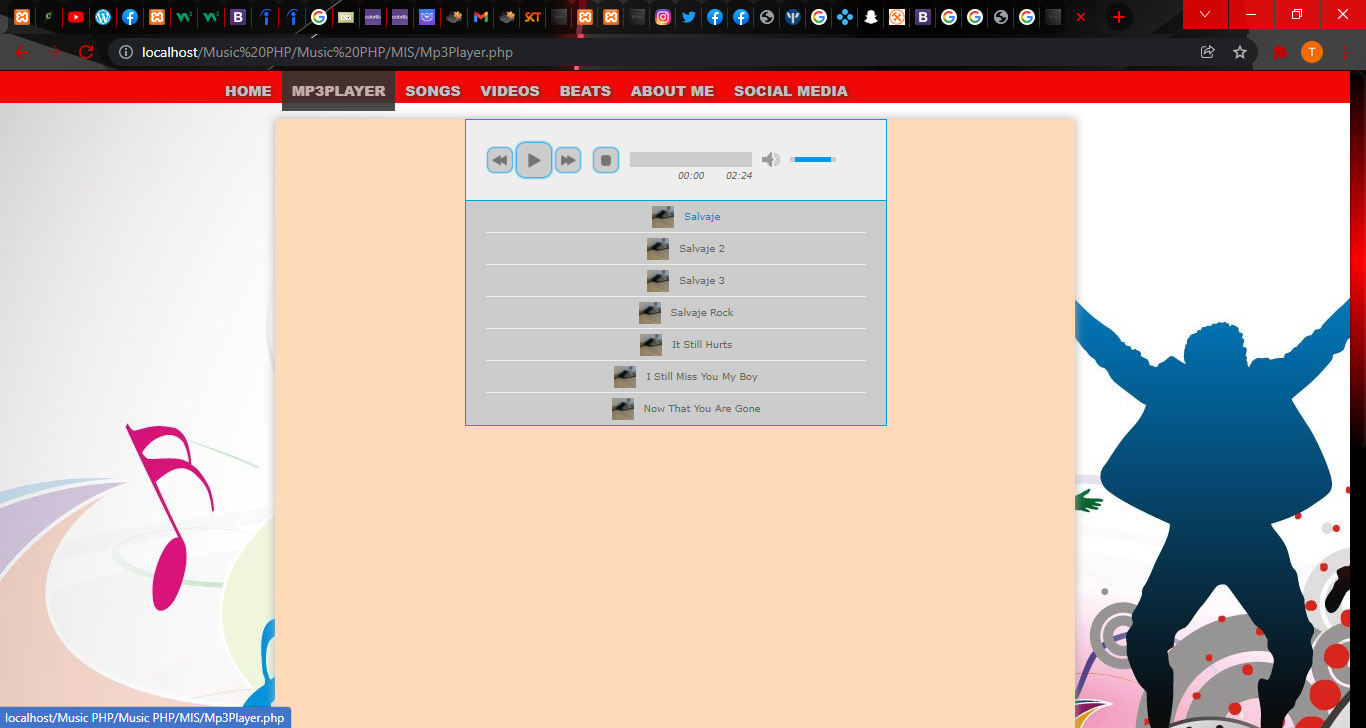 localhost/Music%20PHP/Music%20PHP/MIS/Mp3Player.php
T
HOME MP3PLAYER SONGS VIDEOS BEATS ABOUT ME SOCIAL MEDIA
00:00 02:24
Salvaje
Salvaje 2
Salvaje 3
Salvaje Rock
It Still Hurts
I Still Miss You My Boy
Now That You Are Gone
localhost/Music PHP/Music PHP/MIS/Mp3Player.php